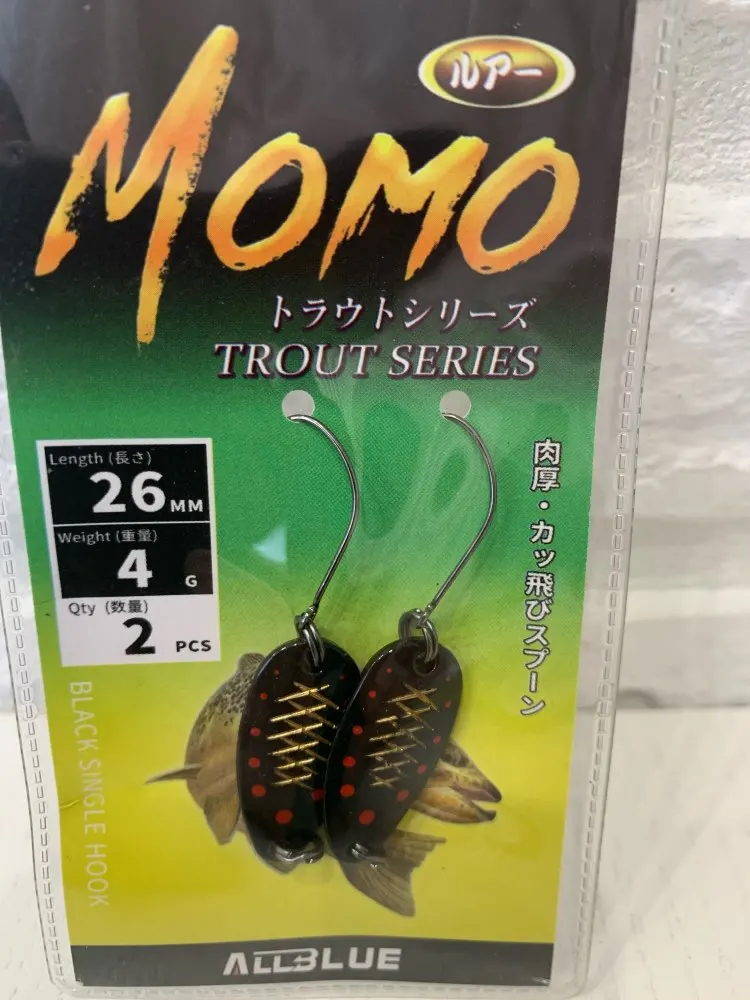 ルアー
MOMO
トラウトシリーズ
TROUT SERIES
Length (長さ)
26 MM
Weight (重量)
4 G
Qty (数量)
2 PCS
肉厚・カッ飛びスプーン
BLACK SINGLE HOOK
ALLBLUE